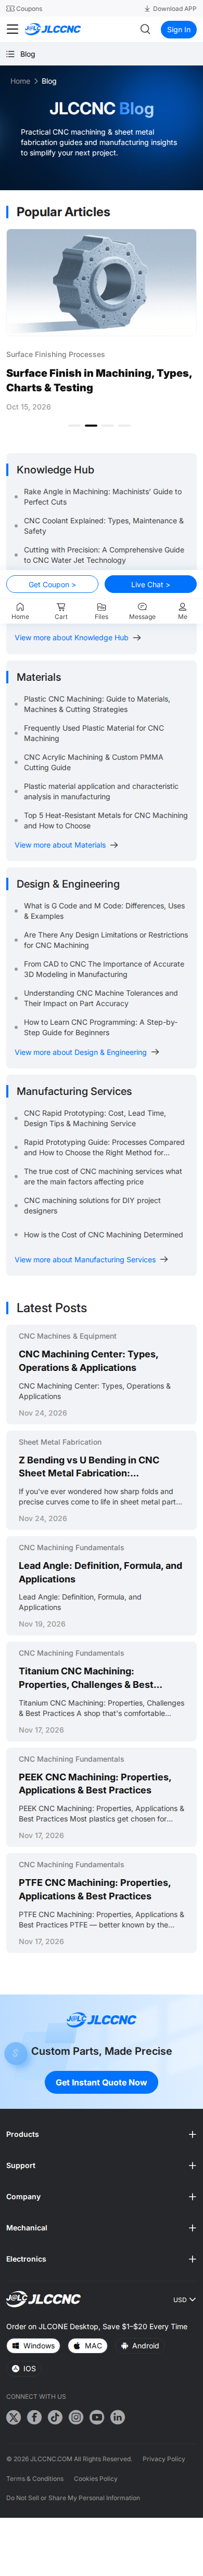 Coupons
Download APP
JLCCNC
Sign In
Blog
Home > Blog
JLCCNC Blog
Practical CNC machining & sheet metal
fabrication guides and manufacturing insights
to simplify your next project.
Popular Articles
Surface Finishing Processes
Surface Finish in Machining, Types,
Charts & Testing
Oct 15, 2026
Knowledge Hub
Rake Angle in Machining: Machinists' Guide to
Perfect Cuts
CNC Coolant Explained: Types, Maintenance &
Safety
Cutting with Precision: A Comprehensive Guide
to CNC Water Jet Technology
Get Coupon >
Live Chat >
Home
Cart
Files
Message
Me
View more about Knowledge Hub
Materials
Plastic CNC Machining: Guide to Materials,
Machines & Cutting Strategies
Frequently Used Plastic Material for CNC
Machining
CNC Acrylic Machining & Custom PMMA
Cutting Guide
Plastic material application and characteristic
analysis in manufacturing
Top 5 Heat-Resistant Metals for CNC Machining
and How to Choose
View more about Materials
Design & Engineering
What is G Code and M Code: Differences, Uses
& Examples
Are There Any Design Limitations or Restrictions
for CNC Machining
From CAD to CNC The Importance of Accurate
3D Modeling in Manufacturing
Understanding CNC Machine Tolerances and
Their Impact on Part Accuracy
How to Learn CNC Programming: A Step-by-
Step Guide for Beginners
View more about Design & Engineering
Manufacturing Services
CNC Rapid Prototyping: Cost, Lead Time,
Design Tips & Machining Service
Rapid Prototyping Guide: Processes Compared
and How to Choose the Right Method for...
The true cost of CNC machining services what
are the main factors affecting price
CNC machining solutions for DIY project
designers
How is the Cost of CNC Machining Determined
View more about Manufacturing Services
Latest Posts
CNC Machines & Equipment
CNC Machining Center: Types,
Operations & Applications
CNC Machining Center: Types, Operations &
Applications
Nov 24, 2026
Sheet Metal Fabrication
Z Bending vs U Bending in CNC
Sheet Metal Fabrication:...
If you've ever wondered how sharp folds and
precise curves come to life in sheet metal part...
Nov 24, 2026
CNC Machining Fundamentals
Lead Angle: Definition, Formula, and
Applications
Lead Angle: Definition, Formula, and
Applications
Nov 19, 2026
CNC Machining Fundamentals
Titanium CNC Machining:
Properties, Challenges & Best...
Titanium CNC Machining: Properties, Challenges
& Best Practices A shop that's comfortable...
Nov 17, 2026
CNC Machining Fundamentals
PEEK CNC Machining: Properties,
Applications & Best Practices
PEEK CNC Machining: Properties, Applications &
Best Practices Most plastics get chosen for...
Nov 17, 2026
CNC Machining Fundamentals
PTFE CNC Machining: Properties,
Applications & Best Practices
PTFE CNC Machining: Properties, Applications &
Best Practices PTFE — better known by the...
Nov 17, 2026
JLCCNC
Custom Parts, Made Precise
Get Instant Quote Now
Products
Support
Company
Mechanical
Electronics
JLCCNC
USD
Order on JLCONE Desktop, Save $1–$20 Every Time
Windows
MAC
Android
IOS
CONNECT WITH US
© 2026 JLCCNC.COM All Rights Reserved.
Privacy Policy
Terms & Conditions
Cookies Policy
Do Not Sell or Share My Personal Information